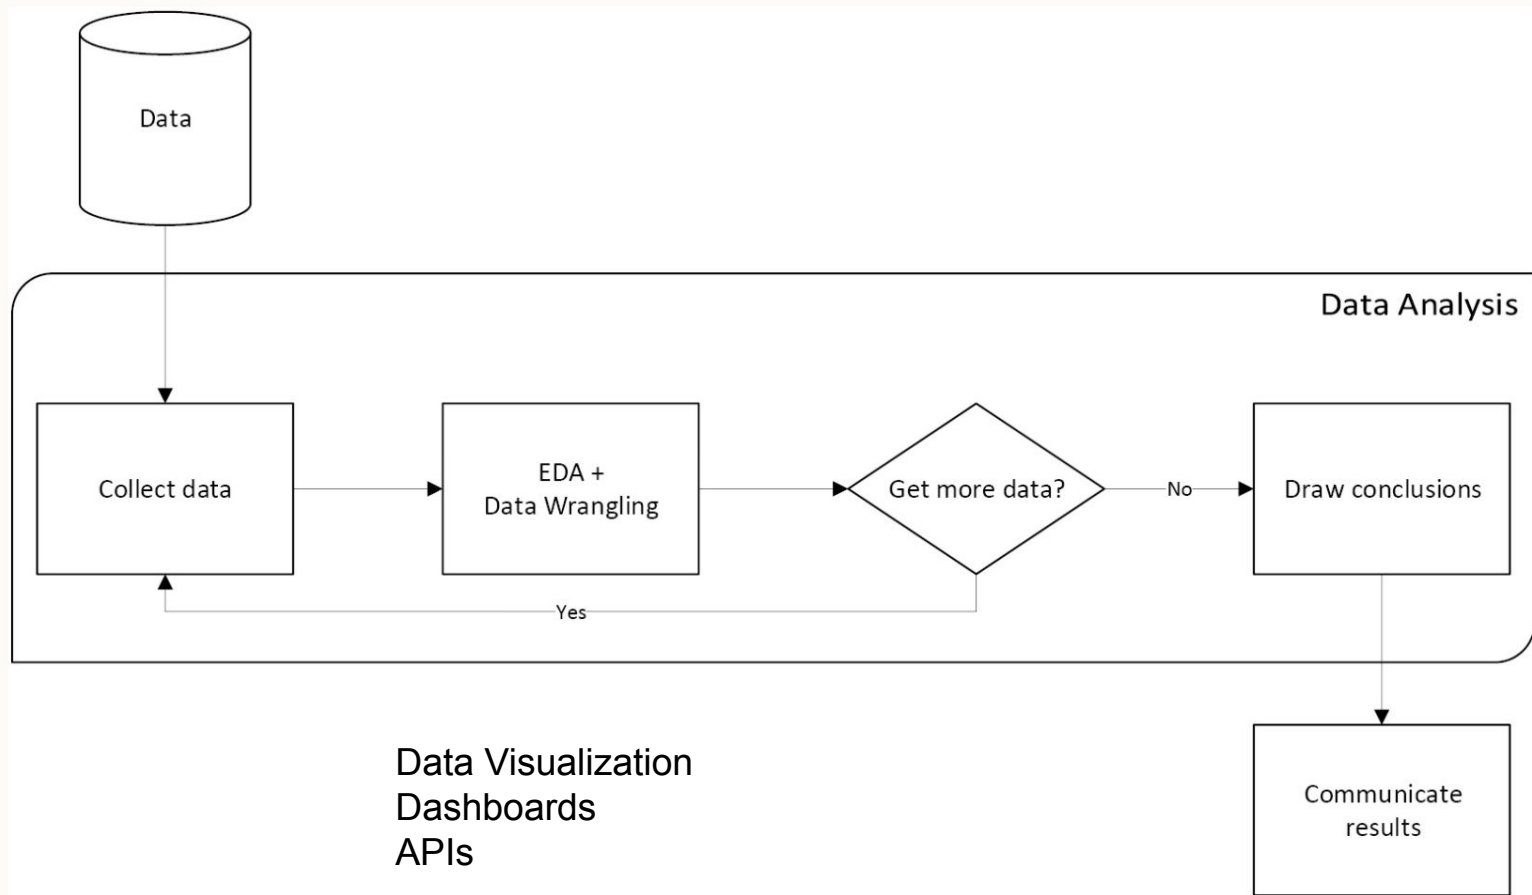 Data
Data Analysis
Collect data
EDA +
Data Wrangling
Get more data?
No
Draw conclusions
Yes
Data Visualization
Dashboards
APIs
Communicate
results